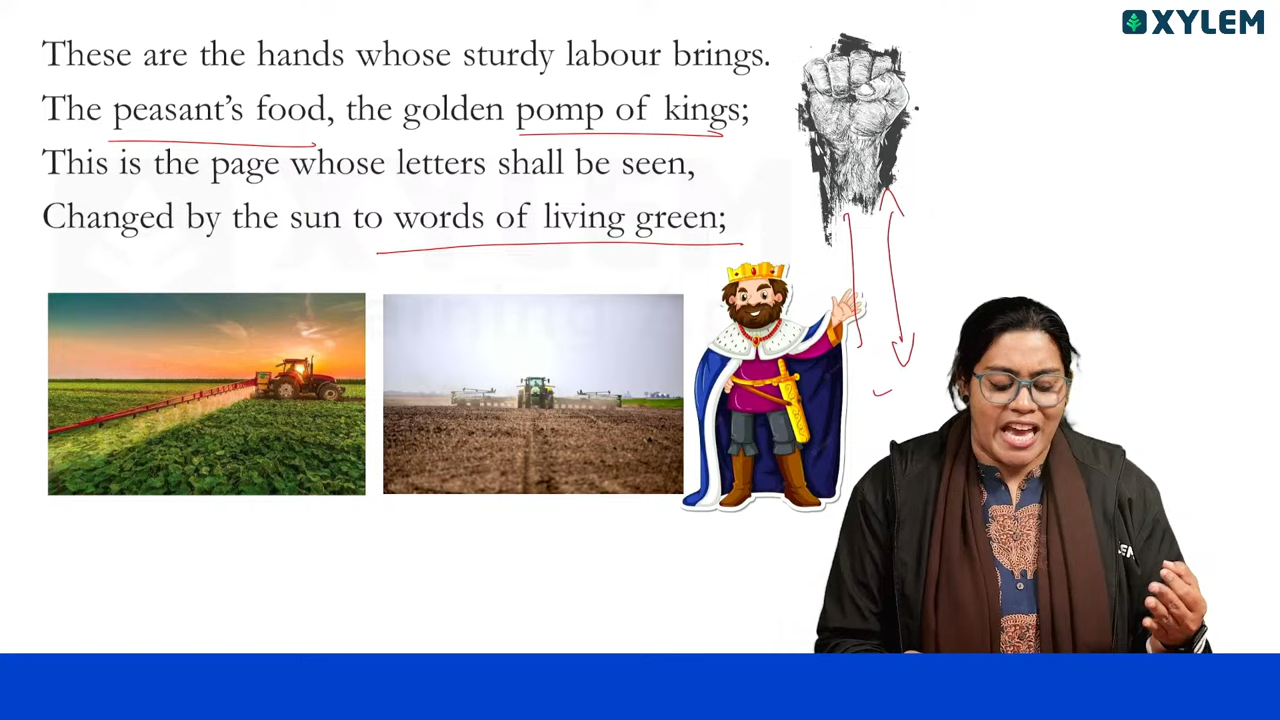 XYLEM
These are the hands whose sturdy labour brings.
The peasant's food, the golden pomp of kings;
This is the page whose letters shall be seen,
Changed by the sun to words of living green;